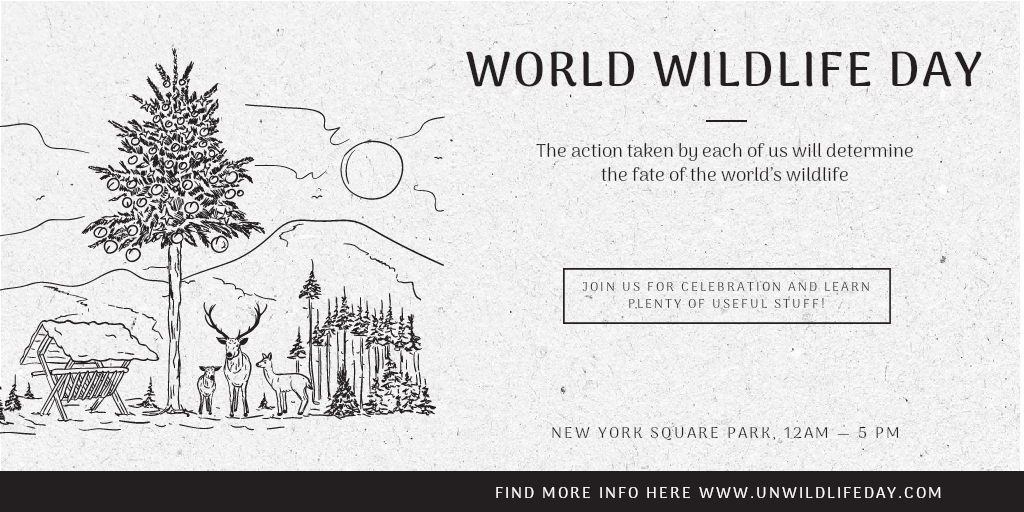 WORLD WILDLIFE DAY
The action taken by each of us will determine
the fate of the world's wildlife
JOIN US FOR CELEBRATION AND LEARN
PLENTY OF USEFUL STUFF!
NEW YORK SQUARE PARK, 12AM – 5 PM
FIND MORE INFO HERE WWW.UNWILDLIFEDAY.COM